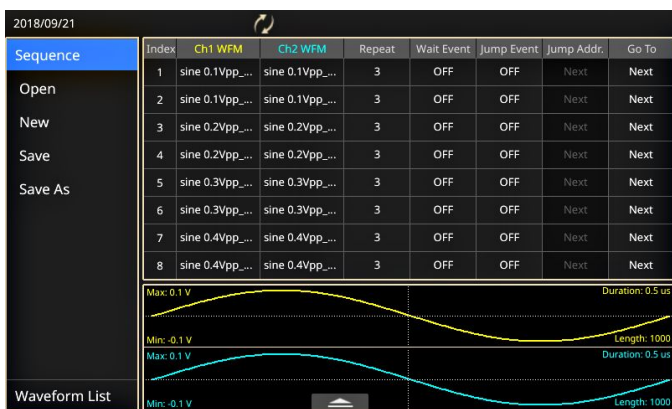 2018/09/21
Sequence
Open
New
Save
Save As
Waveform List
Index Ch1 WFM Ch2 WFM Repeat Wait Event Jump Event Jump Addr. Go To
1 sine 0.1Vpp_... sine 0.1Vpp_... 3 OFF OFF Next Next
2 sine 0.1Vpp_... sine 0.1Vpp_... 3 OFF OFF Next Next
3 sine 0.2Vpp_... sine 0.2Vpp_... 3 OFF OFF Next Next
4 sine 0.2Vpp_... sine 0.2Vpp_... 3 OFF OFF Next Next
5 sine 0.3Vpp_... sine 0.3Vpp_... 3 OFF OFF Next Next
6 sine 0.3Vpp_... sine 0.3Vpp_... 3 OFF OFF Next Next
7 sine 0.4Vpp_... sine 0.4Vpp_... 3 OFF OFF Next Next
8 sine 0.4Vpp_... sine 0.4Vpp_... 3 OFF OFF Next Next
Max: 0.1 V Duration: 0.5 us
Min: -0.1 V Length: 1000
Max: 0.1 V Duration: 0.5 us
Min: -0.1 V Length: 1000